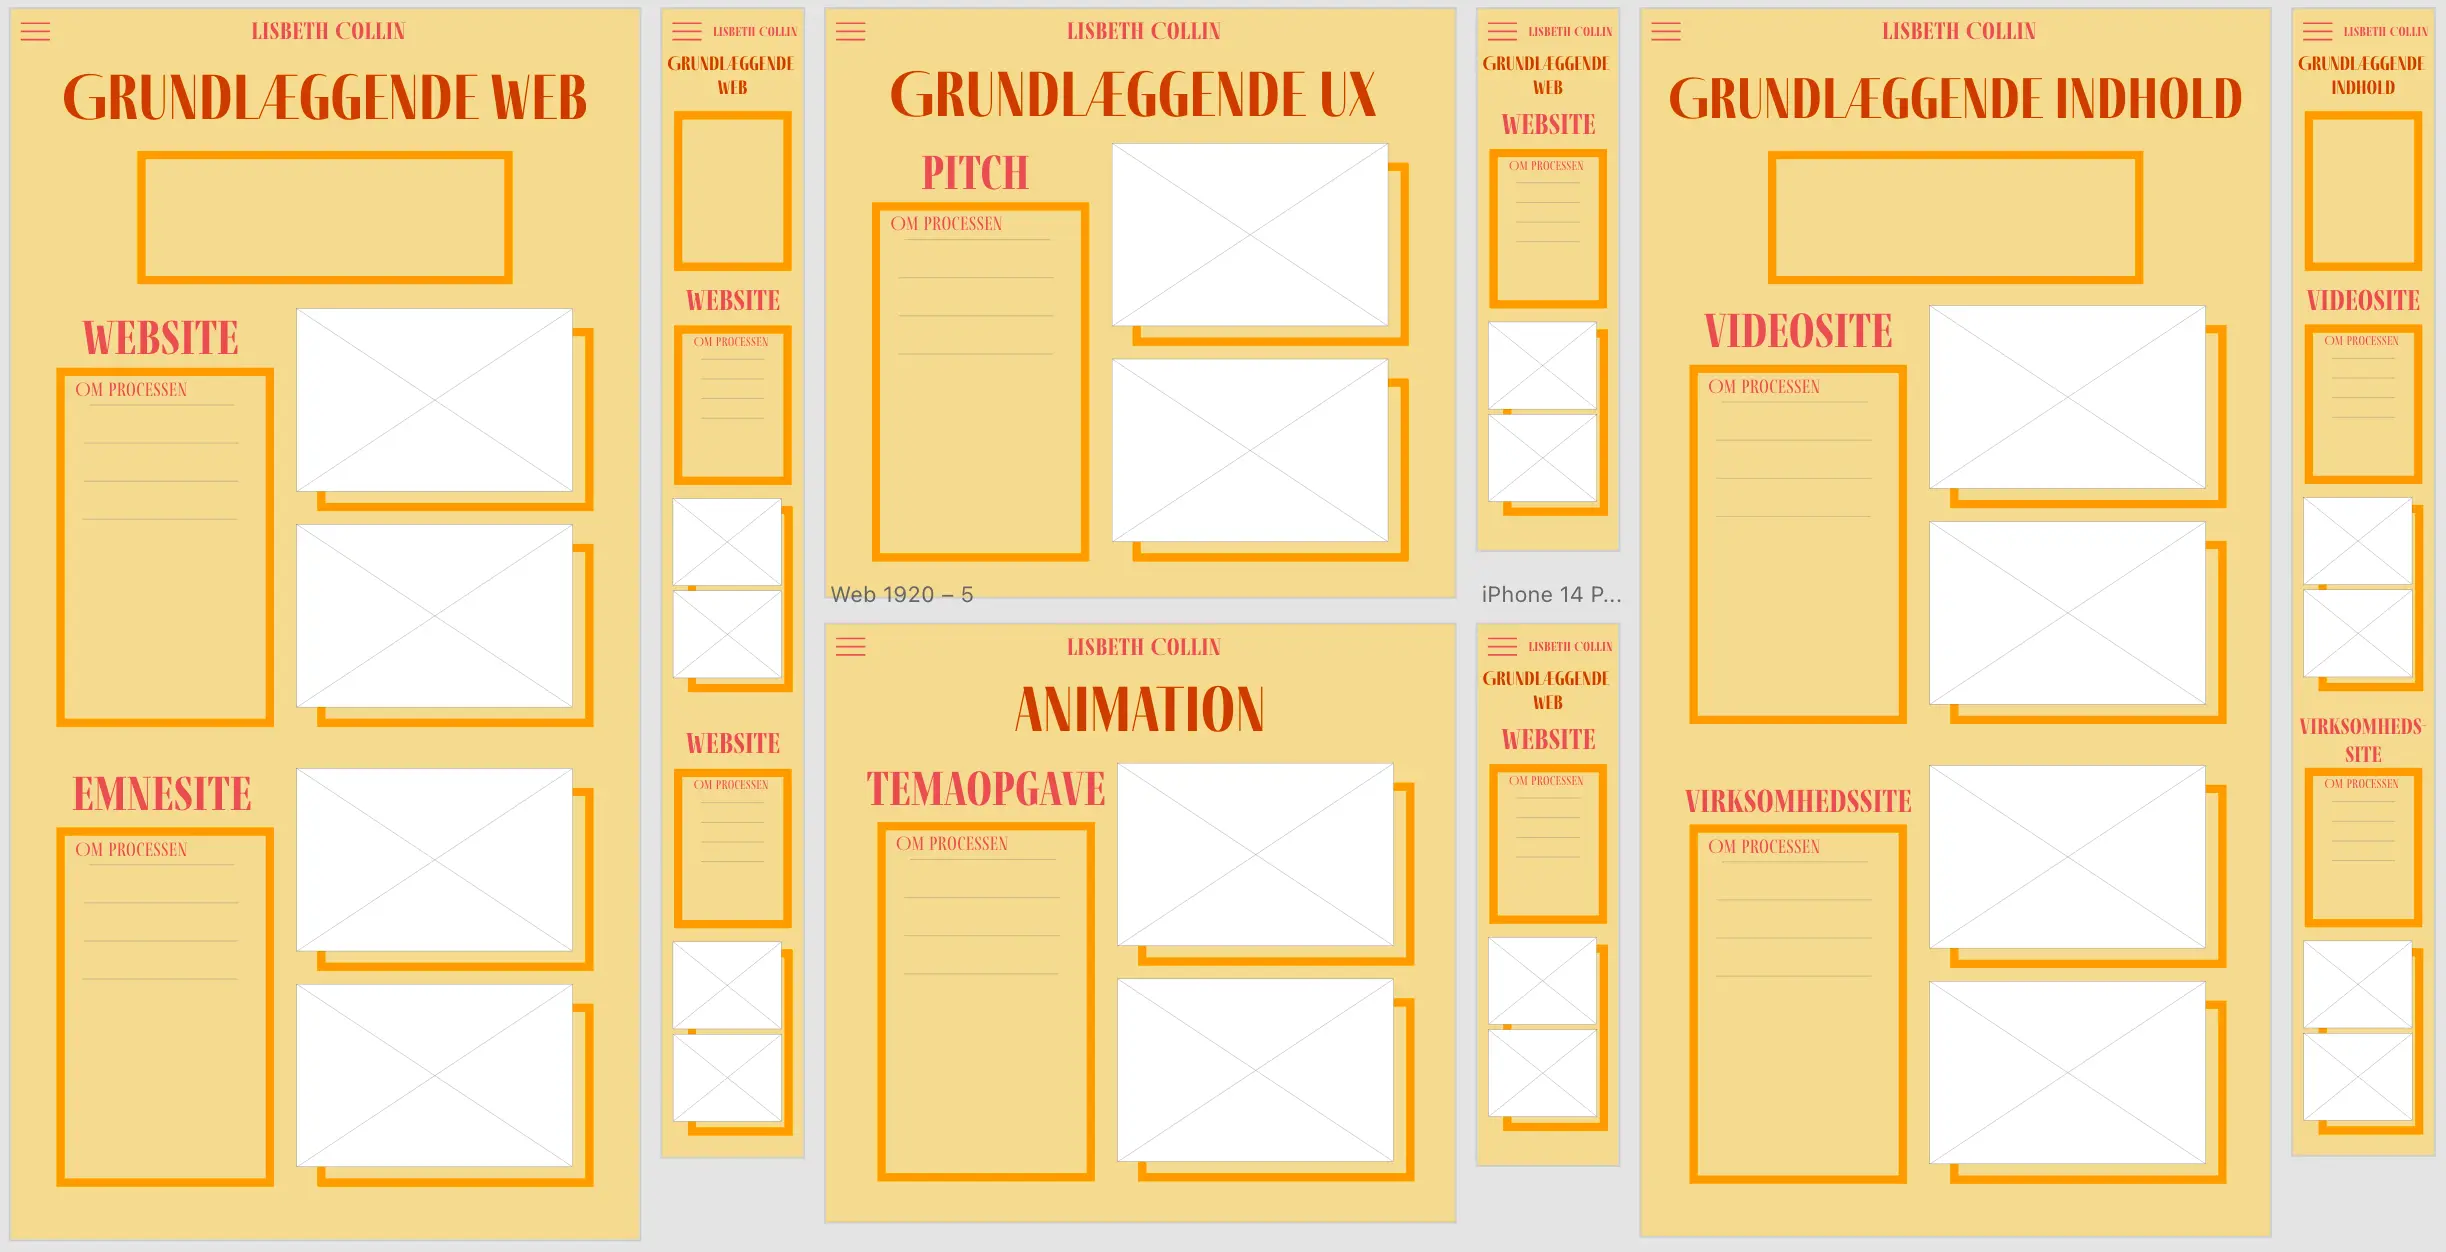 LISBETH COLLIN
GRUNDLÆGGENDE WEB
WEBSITE
OM PROCESSEN
EMNESITE
OM PROCESSEN
LISBETH COLLIN
GRUNDLÆGGENDE
WEB
WEBSITE
OM PROCESSEN
WEBSITE
OM PROCESSEN
LISBETH COLLIN
GRUNDLÆGGENDE UX
PITCH
OM PROCESSEN
LISBETH COLLIN
GRUNDLÆGGENDE
WEB
WEBSITE
OM PROCESSEN
Web 1920 – 5
LISBETH COLLIN
ANIMATION
TEMAOPGAVE
OM PROCESSEN
iPhone 14 P...
LISBETH COLLIN
GRUNDLÆGGENDE
WEB
WEBSITE
OM PROCESSEN
LISBETH COLLIN
GRUNDLÆGGENDE INDHOLD
VIDEOSITE
OM PROCESSEN
VIRKSOMHEDSSITE
OM PROCESSEN
LISBETH COLLIN
GRUNDLÆGGENDE
INDHOLD
VIDEOSITE
OM PROCESSEN
VIRKSOMHEDS-
SITE
OM PROCESSEN